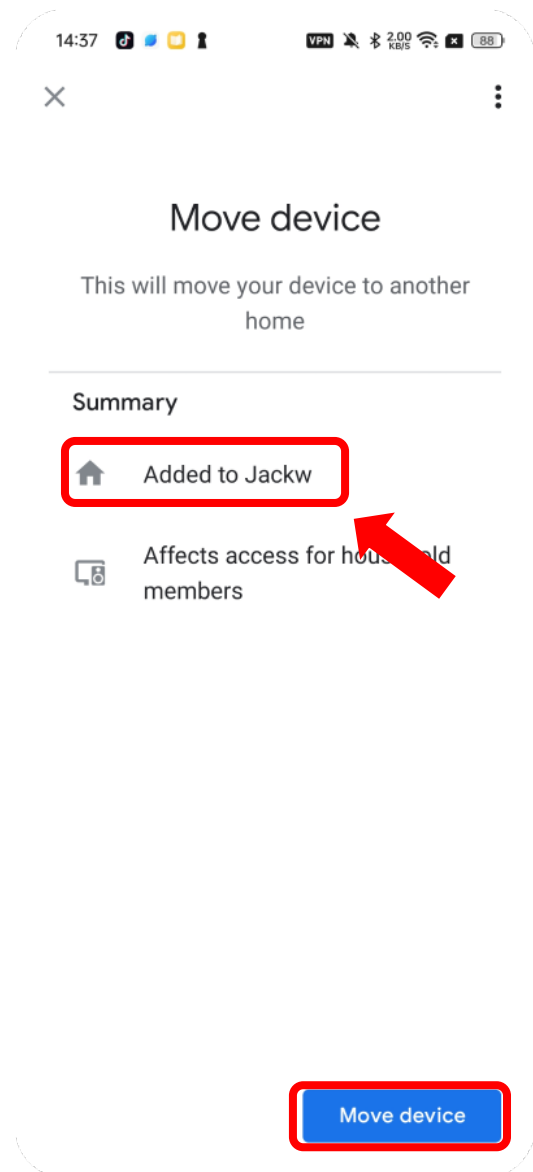 14:37 VPN 2.00 KB/S 88
Move device
This will move your device to another
home
Summary
Added to Jackw
Affects access for household
members
Move device